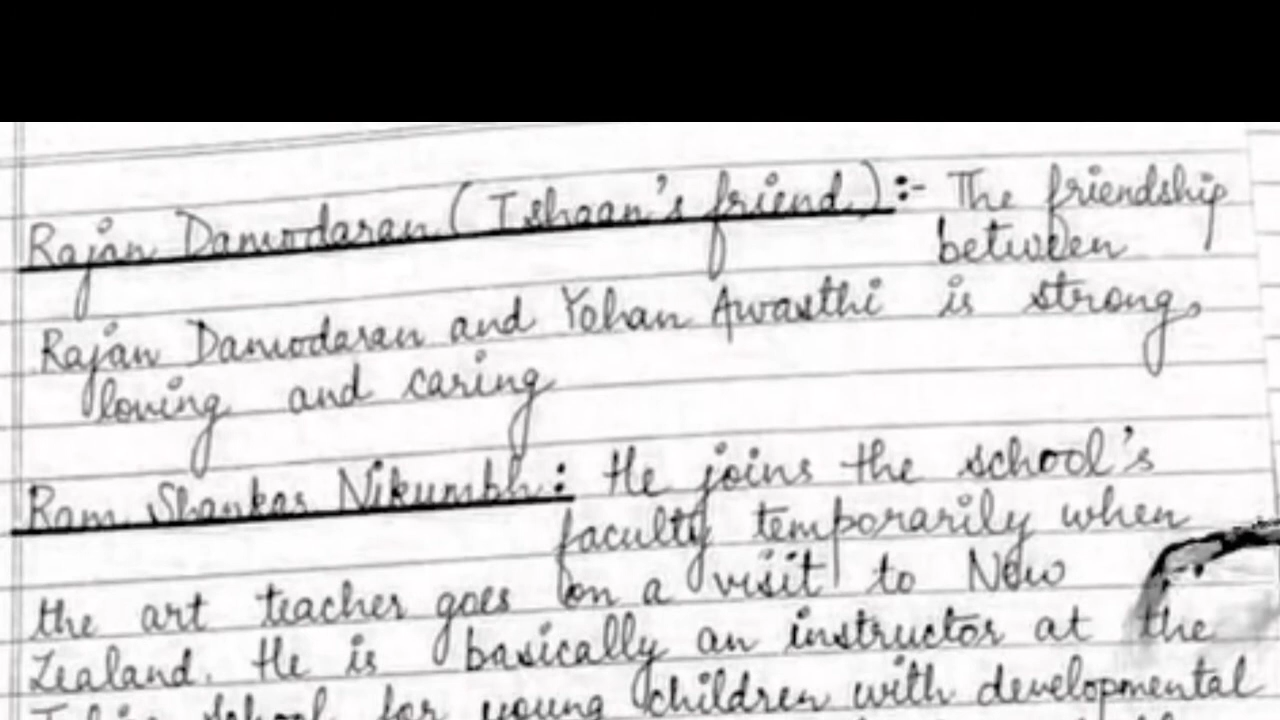 Rajan Damodaran (Ishaan's friend) :- The friendship
between
Rajan Damodaran and Yohan Awasthi is strong,
loving and caring
Ram Shankar Nikumbh : He joins the school's
faculty temporarily when
the art teacher goes on a visit to New
Zealand. He is basically an instructor at the
school for young children with developmental